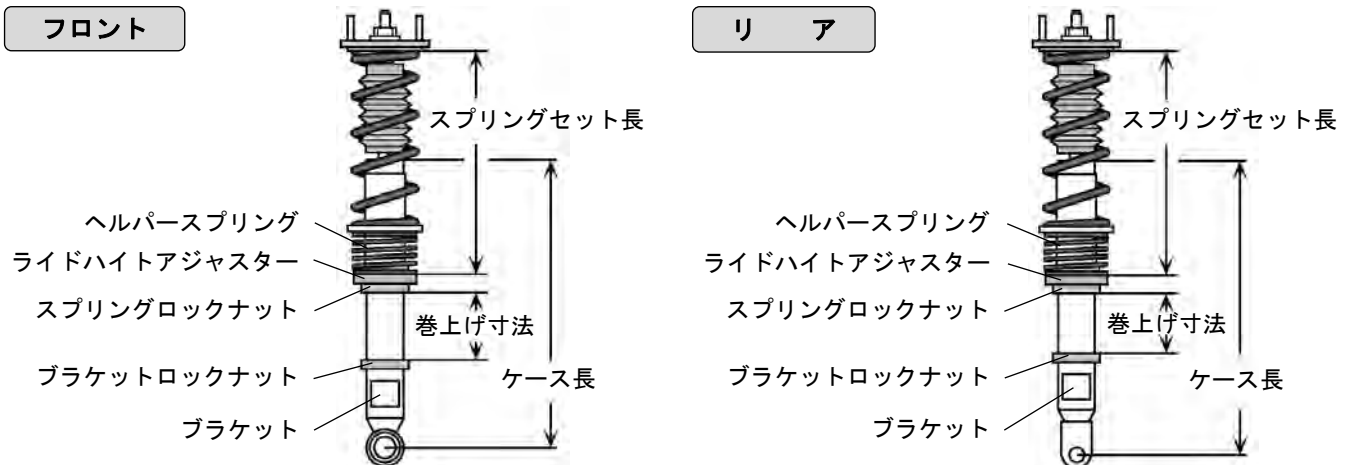 フロント
スプリングセット長
ヘルパースプリング
ライドハイトアジャスター
スプリングロックナット
巻上げ寸法
ブラケットロックナット
ケース長
ブラケット
リ ア
スプリングセット長
ヘルパースプリング
ライドハイトアジャスター
スプリングロックナット
巻上げ寸法
ブラケットロックナット
ケース長
ブラケット